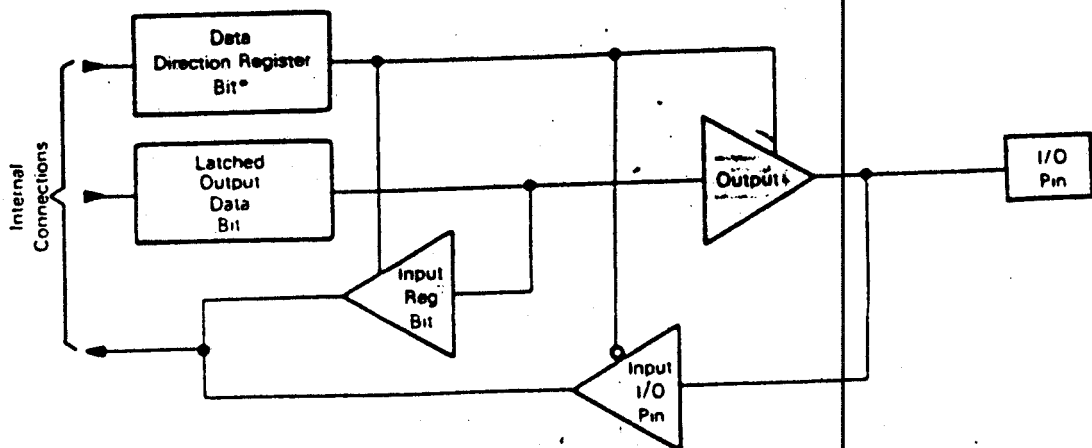 Data
Direction Register
Bit*
Latched
Output
Data
Bit
Internal
Connections
Output
I/O
Pin
Input
Reg
Bit
Input
I/O
Pin